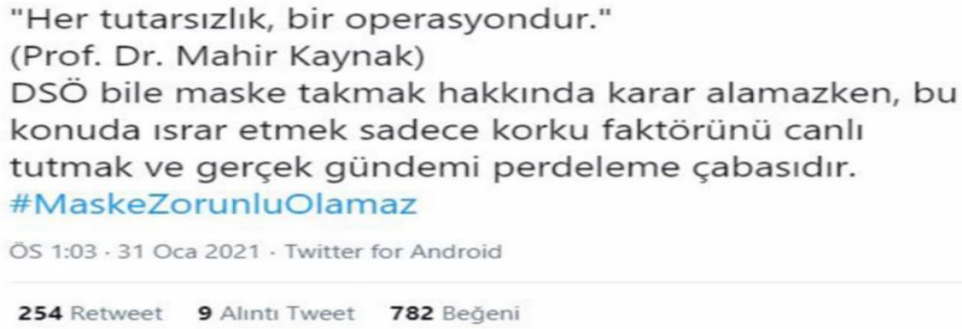 "Her tutarsızlık, bir operasyondur."
(Prof. Dr. Mahir Kaynak)
DSÖ bile maske takmak hakkında karar alamazken, bu
konuda ısrar etmek sadece korku faktörünü canlı
tutmak ve gerçek gündemi perdeleme çabasıdır.
#MaskeZorunluOlamaz
ÖS 1:03 · 31 Oca 2021 · Twitter for Android
254 Retweet 9 Alıntı Tweet 782 Beğeni